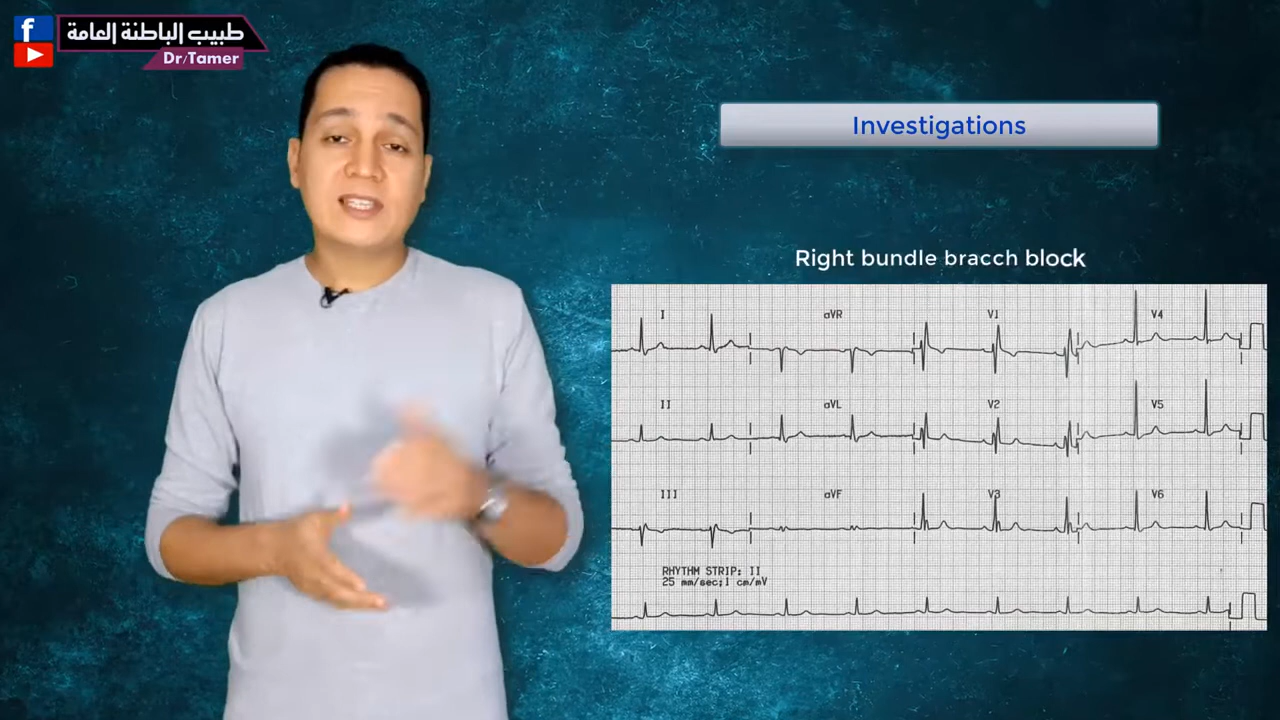 f
طبيب الباطنة العامة
Dr/Tamer
Investigations
Right bundle bracch block
I aVR V1 V4
II aVL V2 V5
III aVF V3 V6
RHYTHM STRIP: II
25 mm/sec;1 cm/mV